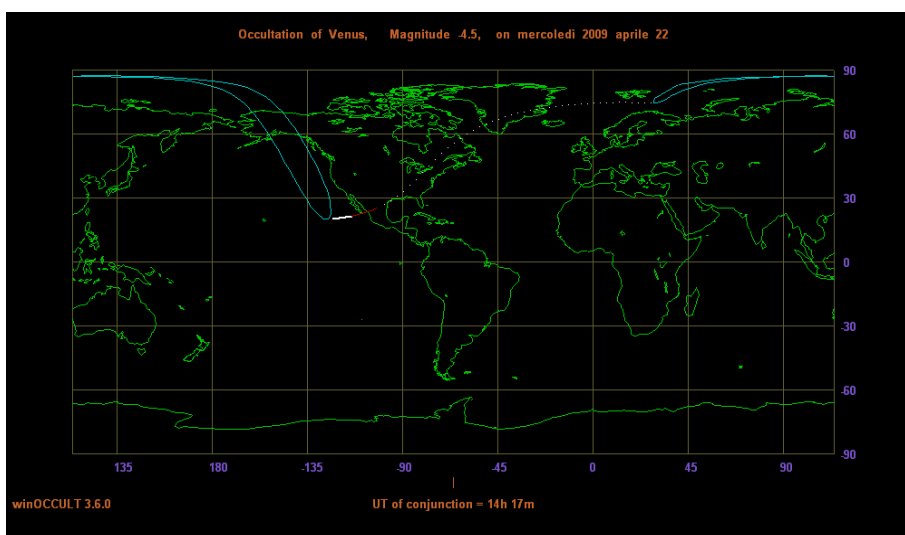 Occultation of Venus, Magnitude -4.5, on mercoledi 2009 aprile 22
90
60
30
0
-30
-60
-90
135 180 -135 -90 -45 0 45 90
winOCCULT 3.6.0 UT of conjunction = 14h 17m